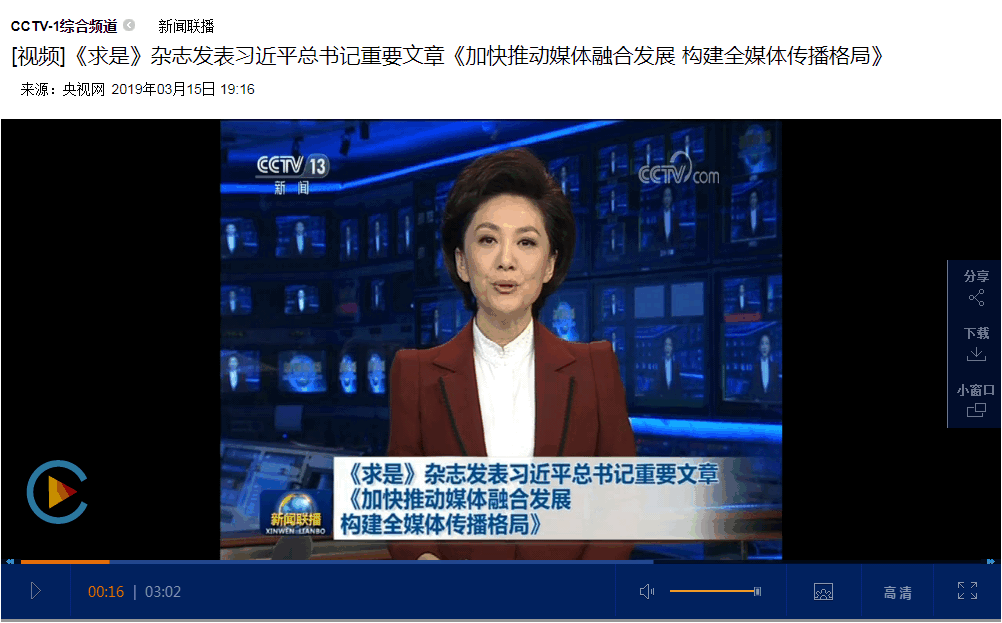 CCTV-1综合频道 新闻联播
[视频]《求是》杂志发表习近平总书记重要文章《加快推动媒体融合发展 构建全媒体传播格局》
来源：央视网 2019年03月15日 19:16
CCTV 13
新闻
CCTV.com
分享
下载
小窗口
《求是》杂志发表习近平总书记重要文章
《加快推动媒体融合发展
构建全媒体传播格局》
新闻联播
XINWEN LIANBO
00:16 | 03:02
高清